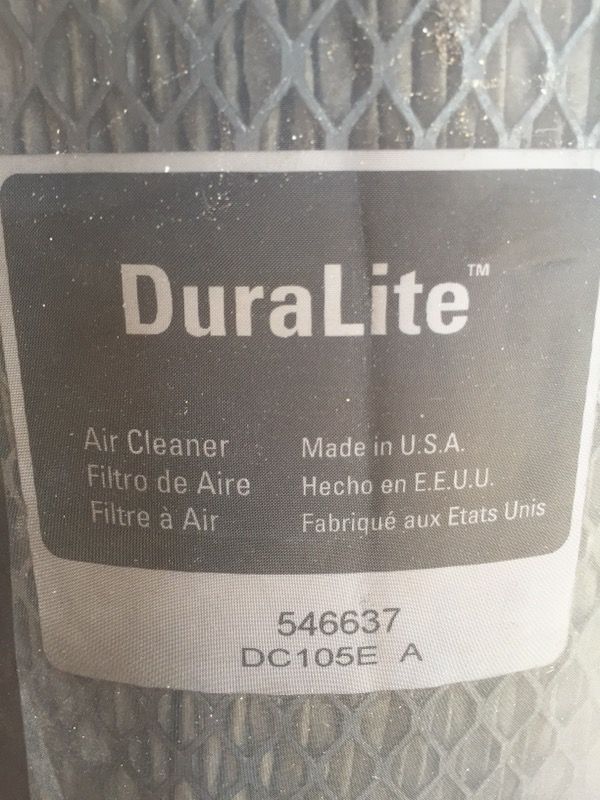 DuraLite™
Air Cleaner Made in U.S.A.
Filtro de Aire Hecho en E.E.U.U.
Filtre à Air Fabriqué aux Etats Unis
546637
DC105E A